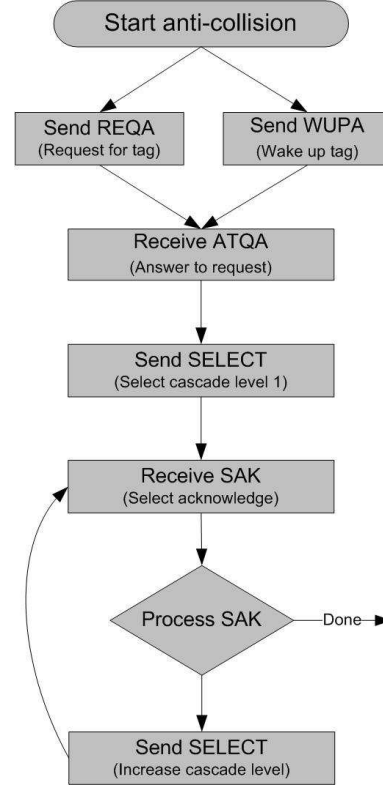 Start anti-collision
Send REQA
(Request for tag)
Send WUPA
(Wake up tag)
Receive ATQA
(Answer to request)
Send SELECT
(Select cascade level 1)
Receive SAK
(Select acknowledge)
Process SAK
Done
Send SELECT
(Increase cascade level)